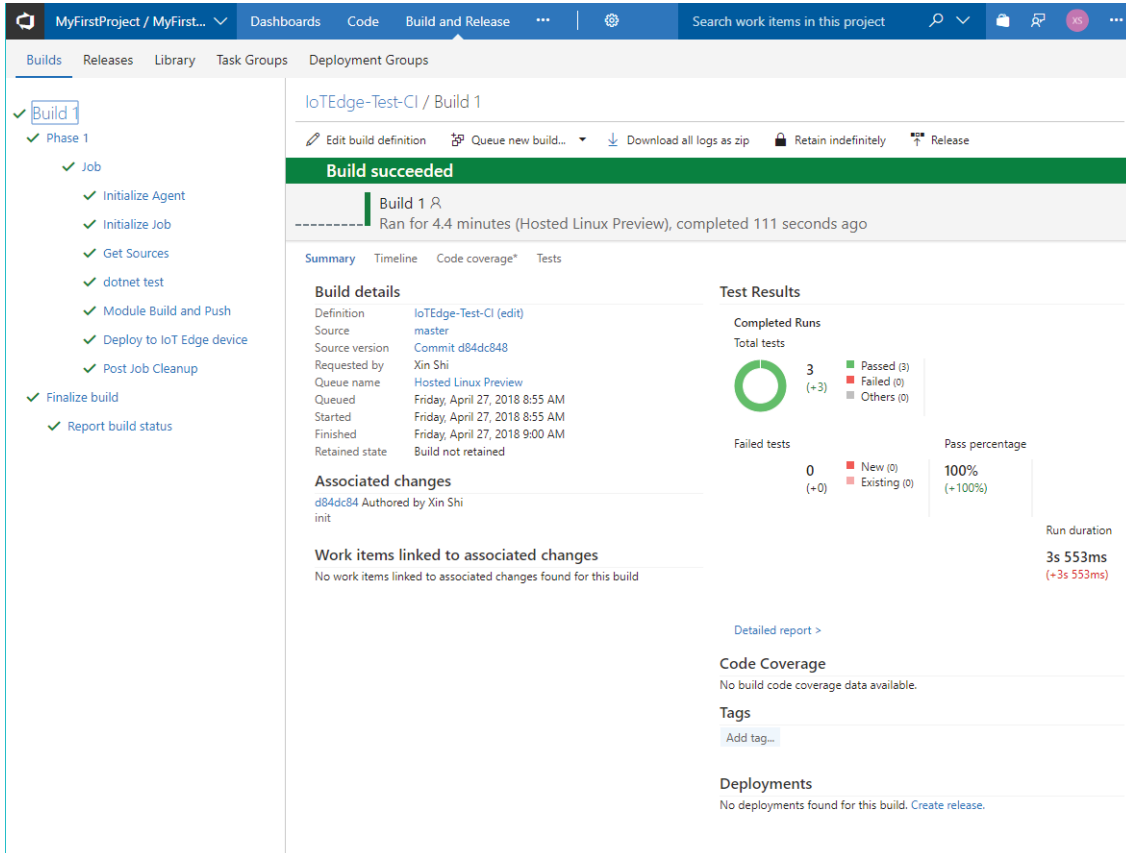 MyFirstProject / MyFirst... Dashboards Code Build and Release ... Search work items in this project XS ...
Builds Releases Library Task Groups Deployment Groups
Build 1
Phase 1
Job
Initialize Agent
Initialize Job
Get Sources
dotnet test
Module Build and Push
Deploy to IoT Edge device
Post Job Cleanup
Finalize build
Report build status
IoTEdge-Test-CI / Build 1
Edit build definition Queue new build... Download all logs as zip Retain indefinitely Release
Build succeeded
Build 1
Ran for 4.4 minutes (Hosted Linux Preview), completed 111 seconds ago
Summary Timeline Code coverage* Tests
Build details
Definition IoTEdge-Test-CI (edit)
Source master
Source version Commit d84dc848
Requested by Xin Shi
Queue name Hosted Linux Preview
Queued Friday, April 27, 2018 8:55 AM
Started Friday, April 27, 2018 8:55 AM
Finished Friday, April 27, 2018 9:00 AM
Retained state Build not retained
Associated changes
d84dc84 Authored by Xin Shi
init
Work items linked to associated changes
No work items linked to associated changes found for this build
Test Results
Completed Runs
Total tests
3
(+3)
Passed (3)
Failed (0)
Others (0)
Failed tests
0
(+0)
New (0)
Existing (0)
Pass percentage
100%
(+100%)
Run duration
3s 553ms
(+3s 553ms)
Detailed report >
Code Coverage
No build code coverage data available.
Tags
Add tag...
Deployments
No deployments found for this build. Create release.